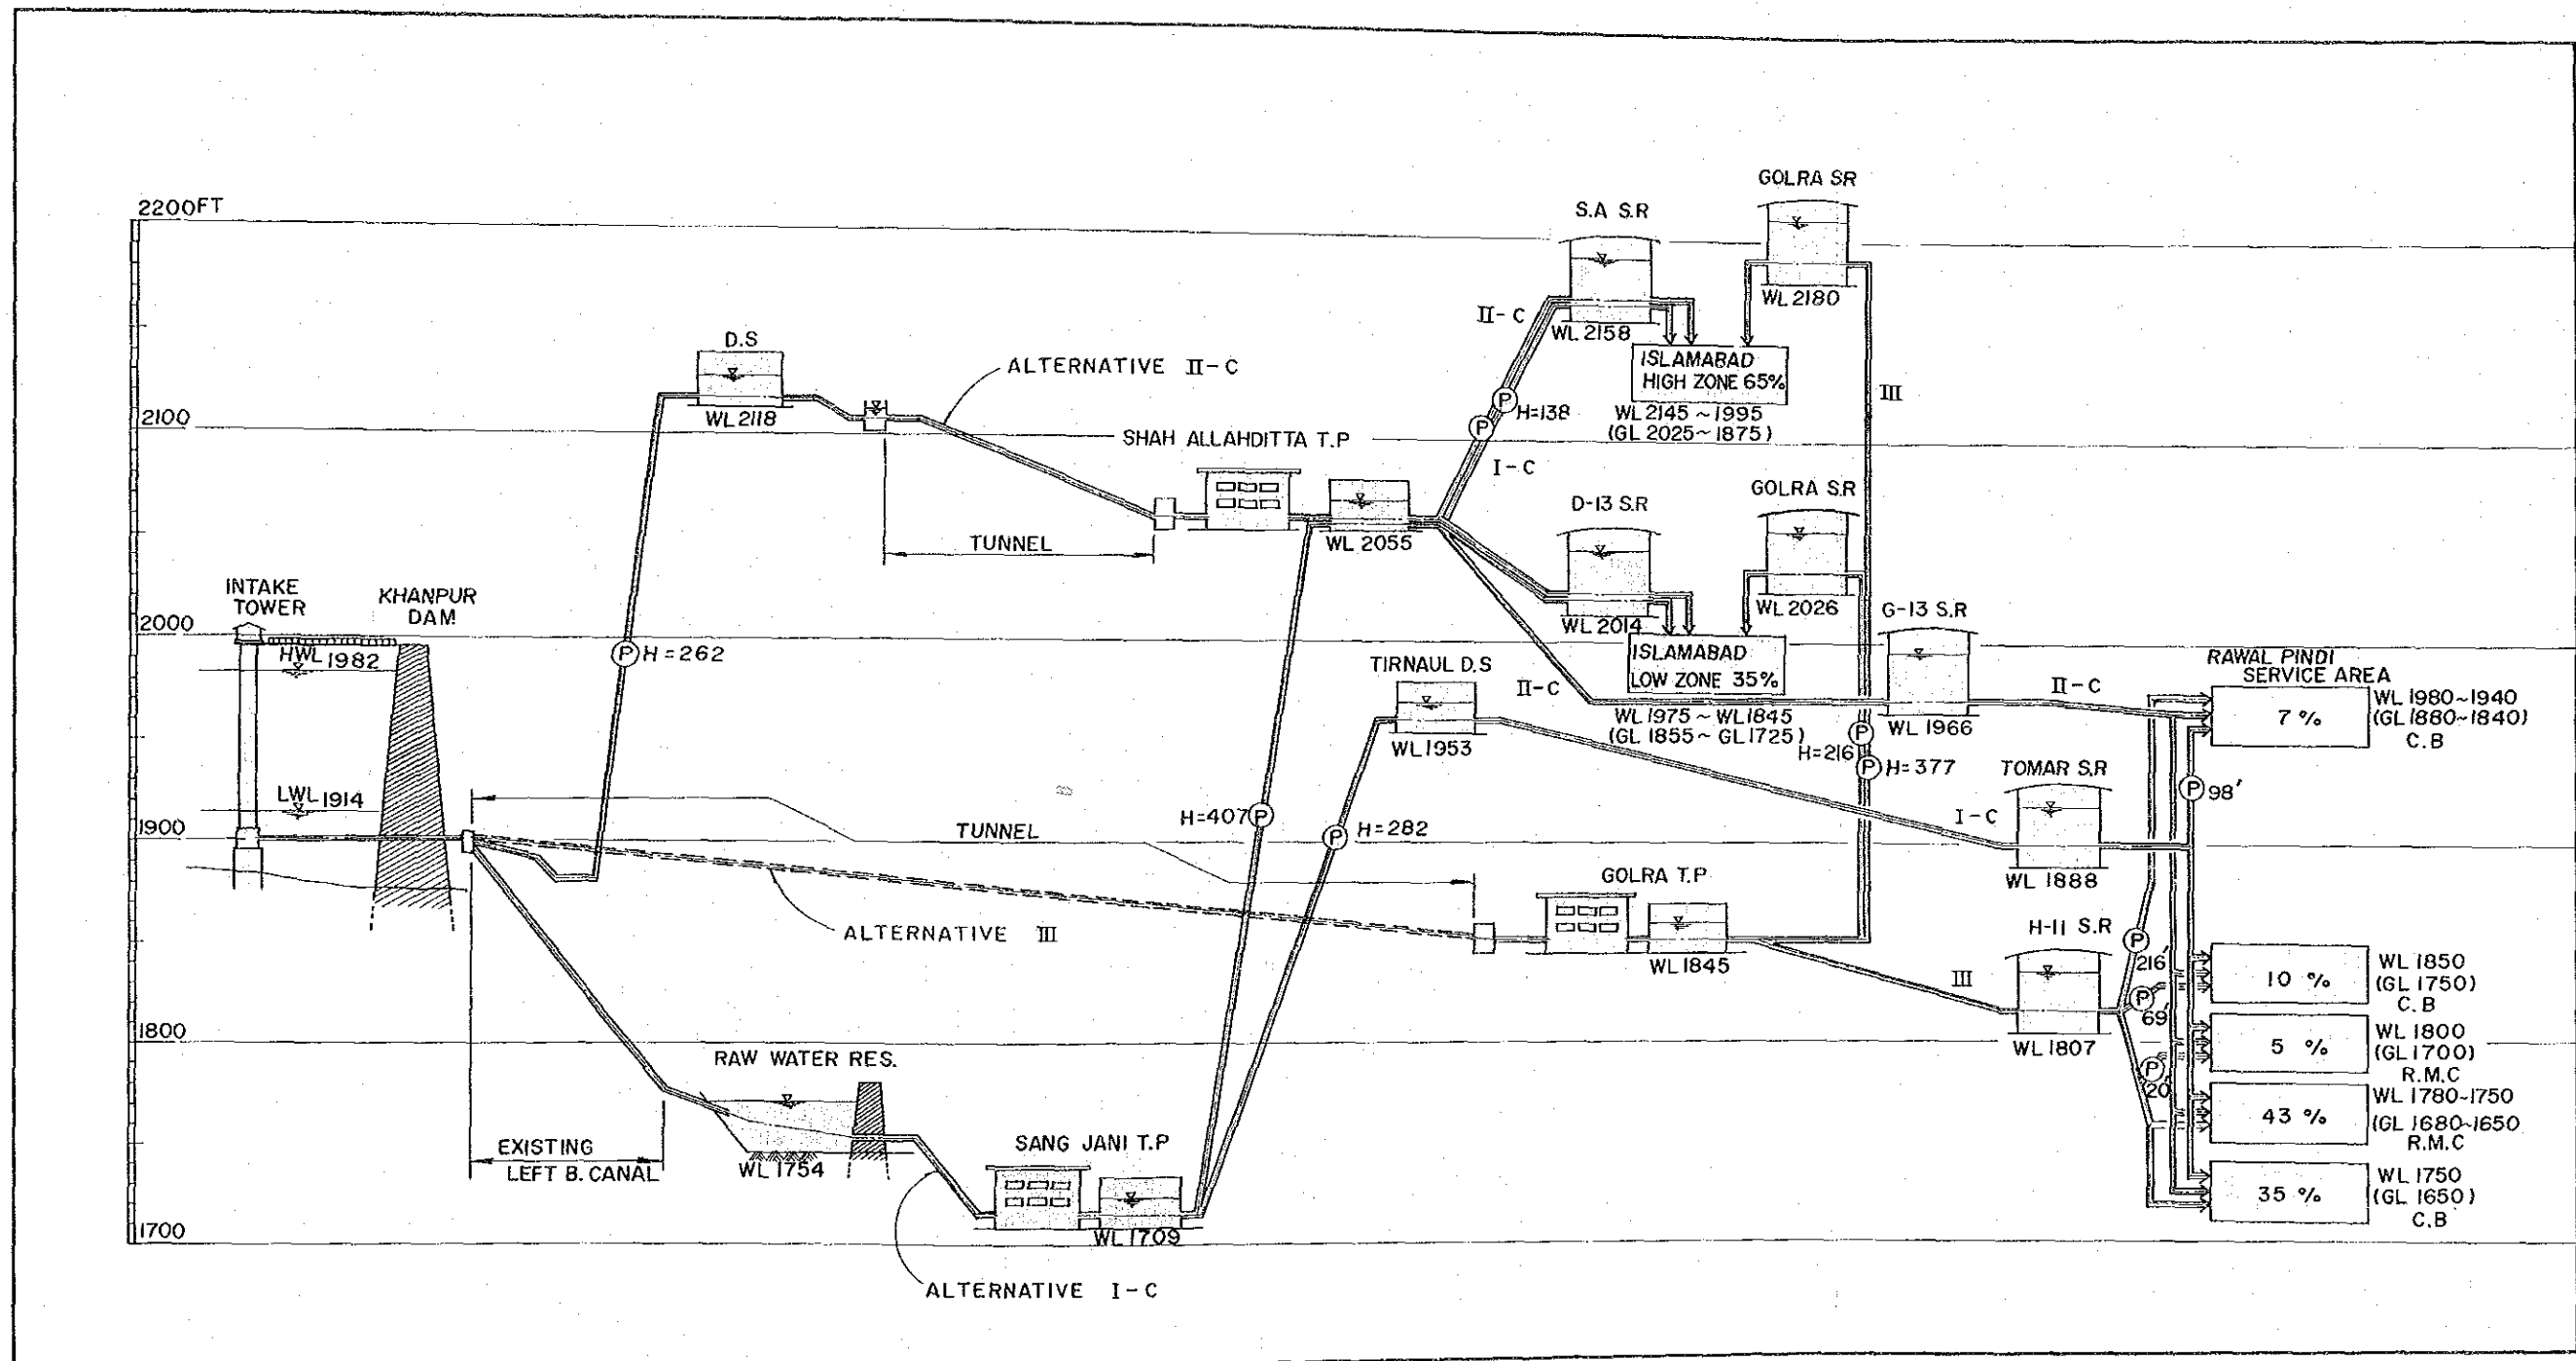 2200FT
2100
2000
1900
1800
1700
INTAKE
TOWER
KHANPUR
DAM
HWL 1982
LWL 1914
D.S
WL 2118
H=262
ALTERNATIVE II-C
TUNNEL
SHAH ALLAHDITTA T.P
WL 2055
S.A S.R
WL 2158
II-C
H=138
I-C
GOLRA SR
WL 2180
ISLAMABAD
HIGH ZONE 65%
WL 2145 ~ 1995
(GL 2025 ~ 1875)
III
D-13 S.R
WL 2014
GOLRA S.R
WL 2026
ISLAMABAD
LOW ZONE 35%
WL 1975 ~ WL 1845
(GL 1855 ~ GL 1725)
II-C
G-13 S.R
WL 1966
II-C
H=216
H=377
TIRNAUL D.S
WL 1953
H=407
H=282
TUNNEL
ALTERNATIVE III
I-C
TOMAR S.R
WL 1888
GOLRA T.P
WL 1845
III
H-11 S.R
WL 1807
RAWAL PINDI
SERVICE AREA
7 %
WL 1980~1940
(GL 1880~1840)
C.B
P 98'
P 216'
P 69'
P 20'
10 %
WL 1850
(GL 1750)
C.B
5 %
WL 1800
(GL 1700)
R.M.C
43 %
WL 1780~1750
(GL 1680~1650
R.M.C
35 %
WL 1750
(GL 1650)
C.B
EXISTING
LEFT B. CANAL
RAW WATER RES.
WL 1754
SANG JANI T.P
WL 1709
ALTERNATIVE I-C
P
P
P
P
P
P
P